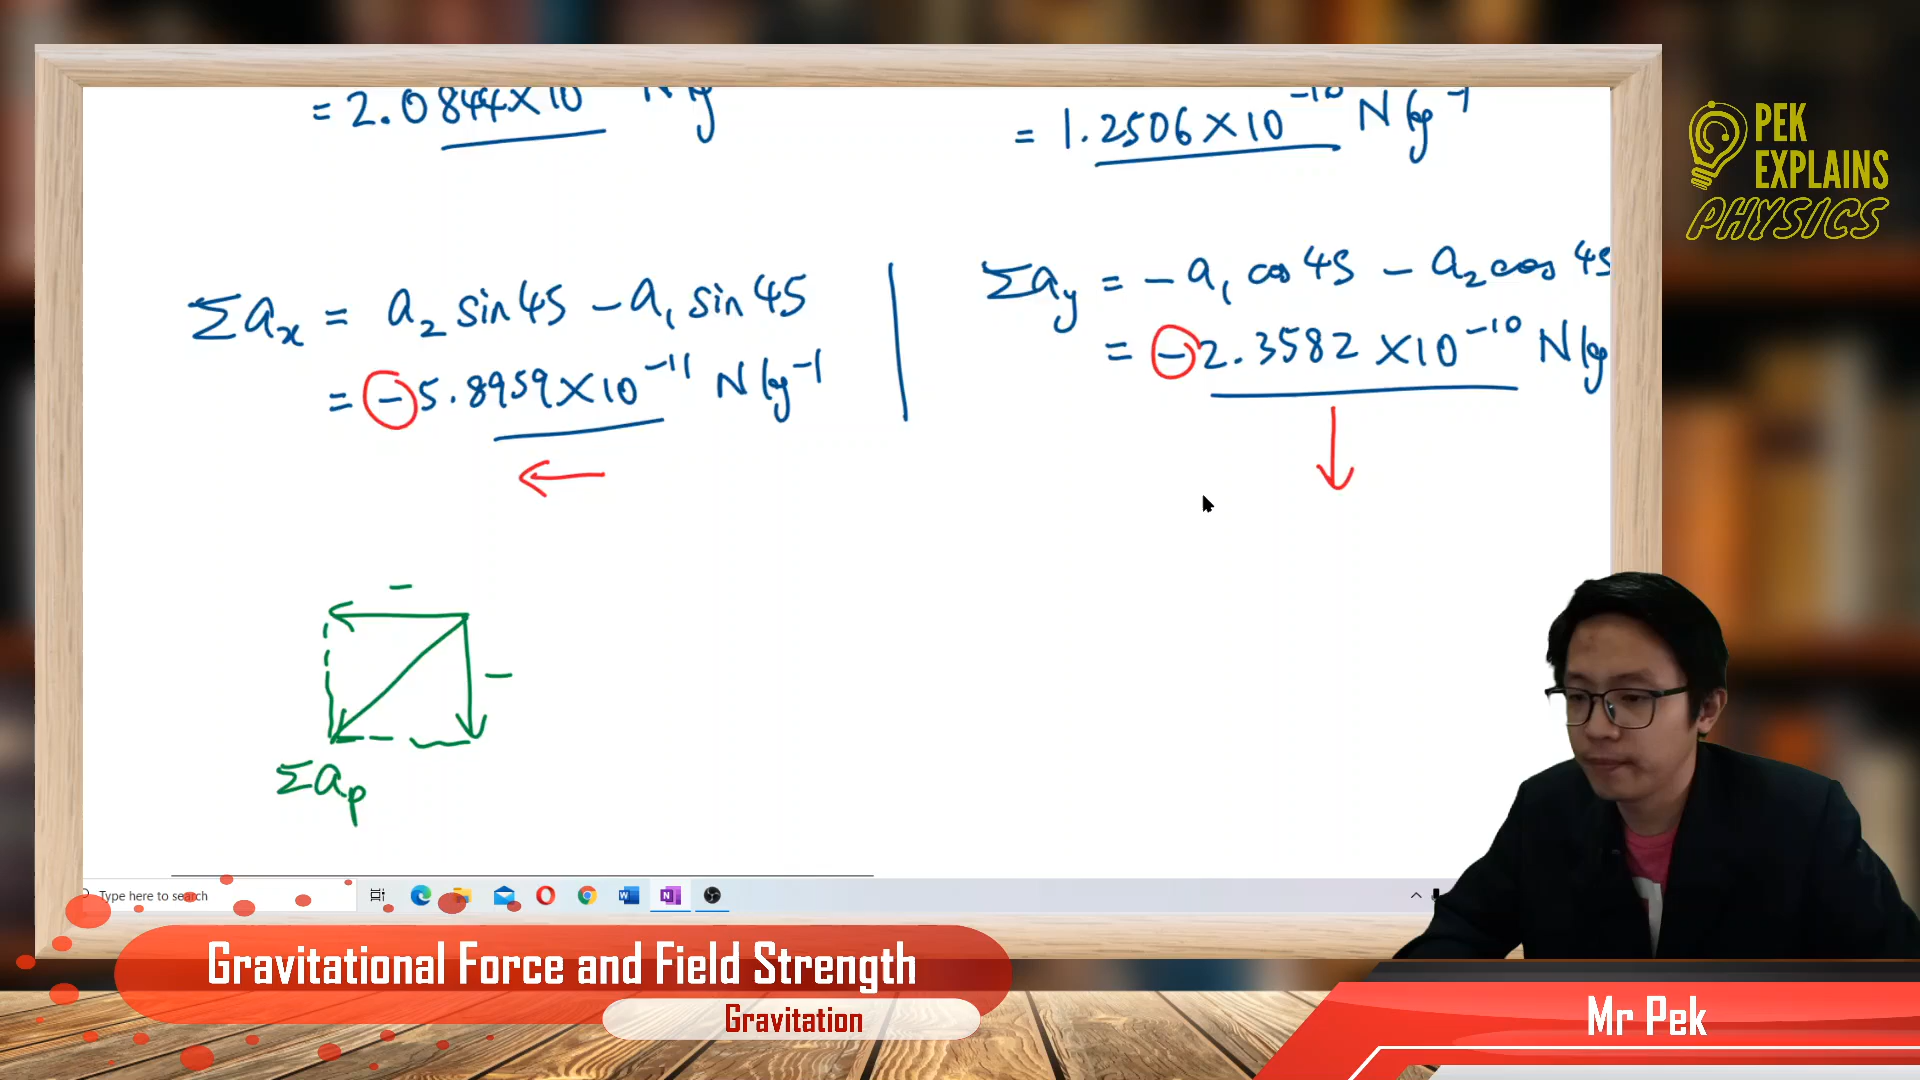 = 2.0844×10 N kg
= 1.2506×10⁻¹⁰ N kg⁻¹
PEK
EXPLAINS
PHYSICS
Σaₓ = a₂ sin 45 – a₁ sin 45
= –5.8959×10⁻¹¹ N kg⁻¹
Σa_y = –a₁ cos 45 – a₂ cos 45
= –2.3582×10⁻¹⁰ N kg
–
–
Σa_p
Type here to search
Gravitational Force and Field Strength
Gravitation
Mr Pek